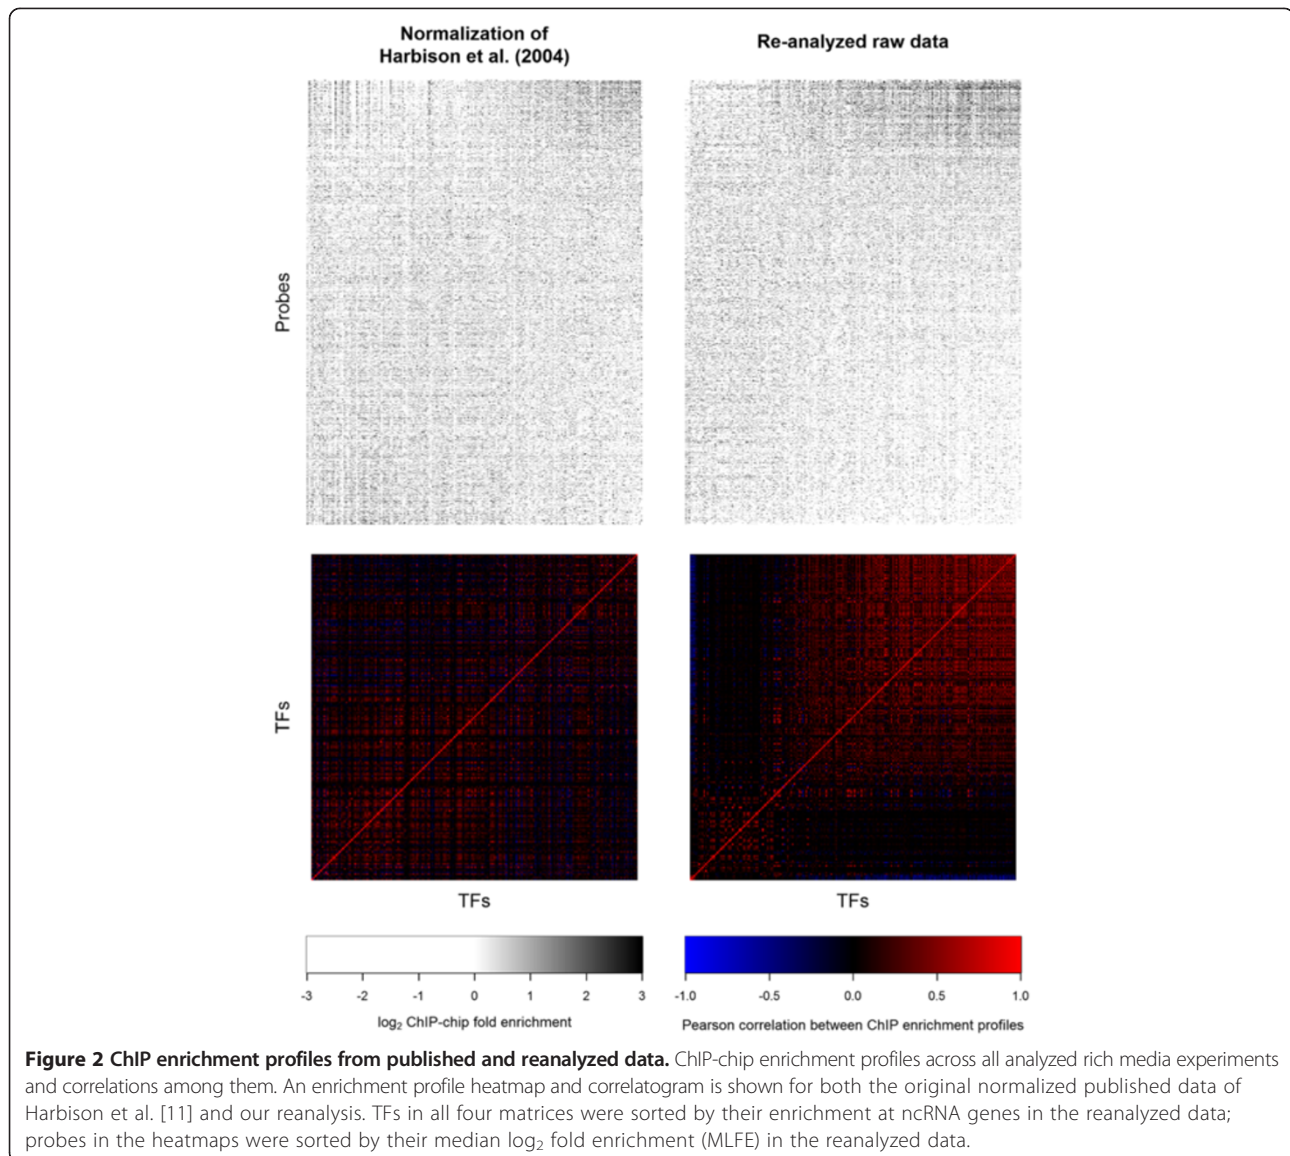 Normalization of
Harbison et al. (2004)
Re-analyzed raw data
Probes
TFs
TFs
TFs
-3 -2 -1 0 1 2 3
log₂ ChIP-chip fold enrichment
-1.0 -0.5 0.0 0.5 1.0
Pearson correlation between ChIP enrichment profiles
Figure 2 ChIP enrichment profiles from published and reanalyzed data. ChIP-chip enrichment profiles across all analyzed rich media experiments
and correlations among them. An enrichment profile heatmap and correlatogram is shown for both the original normalized published data of
Harbison et al. [11] and our reanalysis. TFs in all four matrices were sorted by their enrichment at ncRNA genes in the reanalyzed data;
probes in the heatmaps were sorted by their median log₂ fold enrichment (MLFE) in the reanalyzed data.